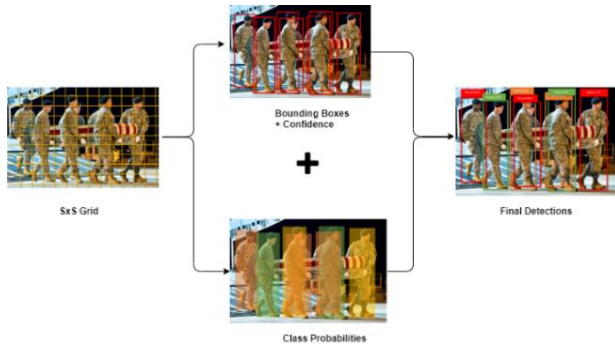 SxS Grid
Bounding Boxes
+ Confidence
+
Class Probabilities
Final Detections